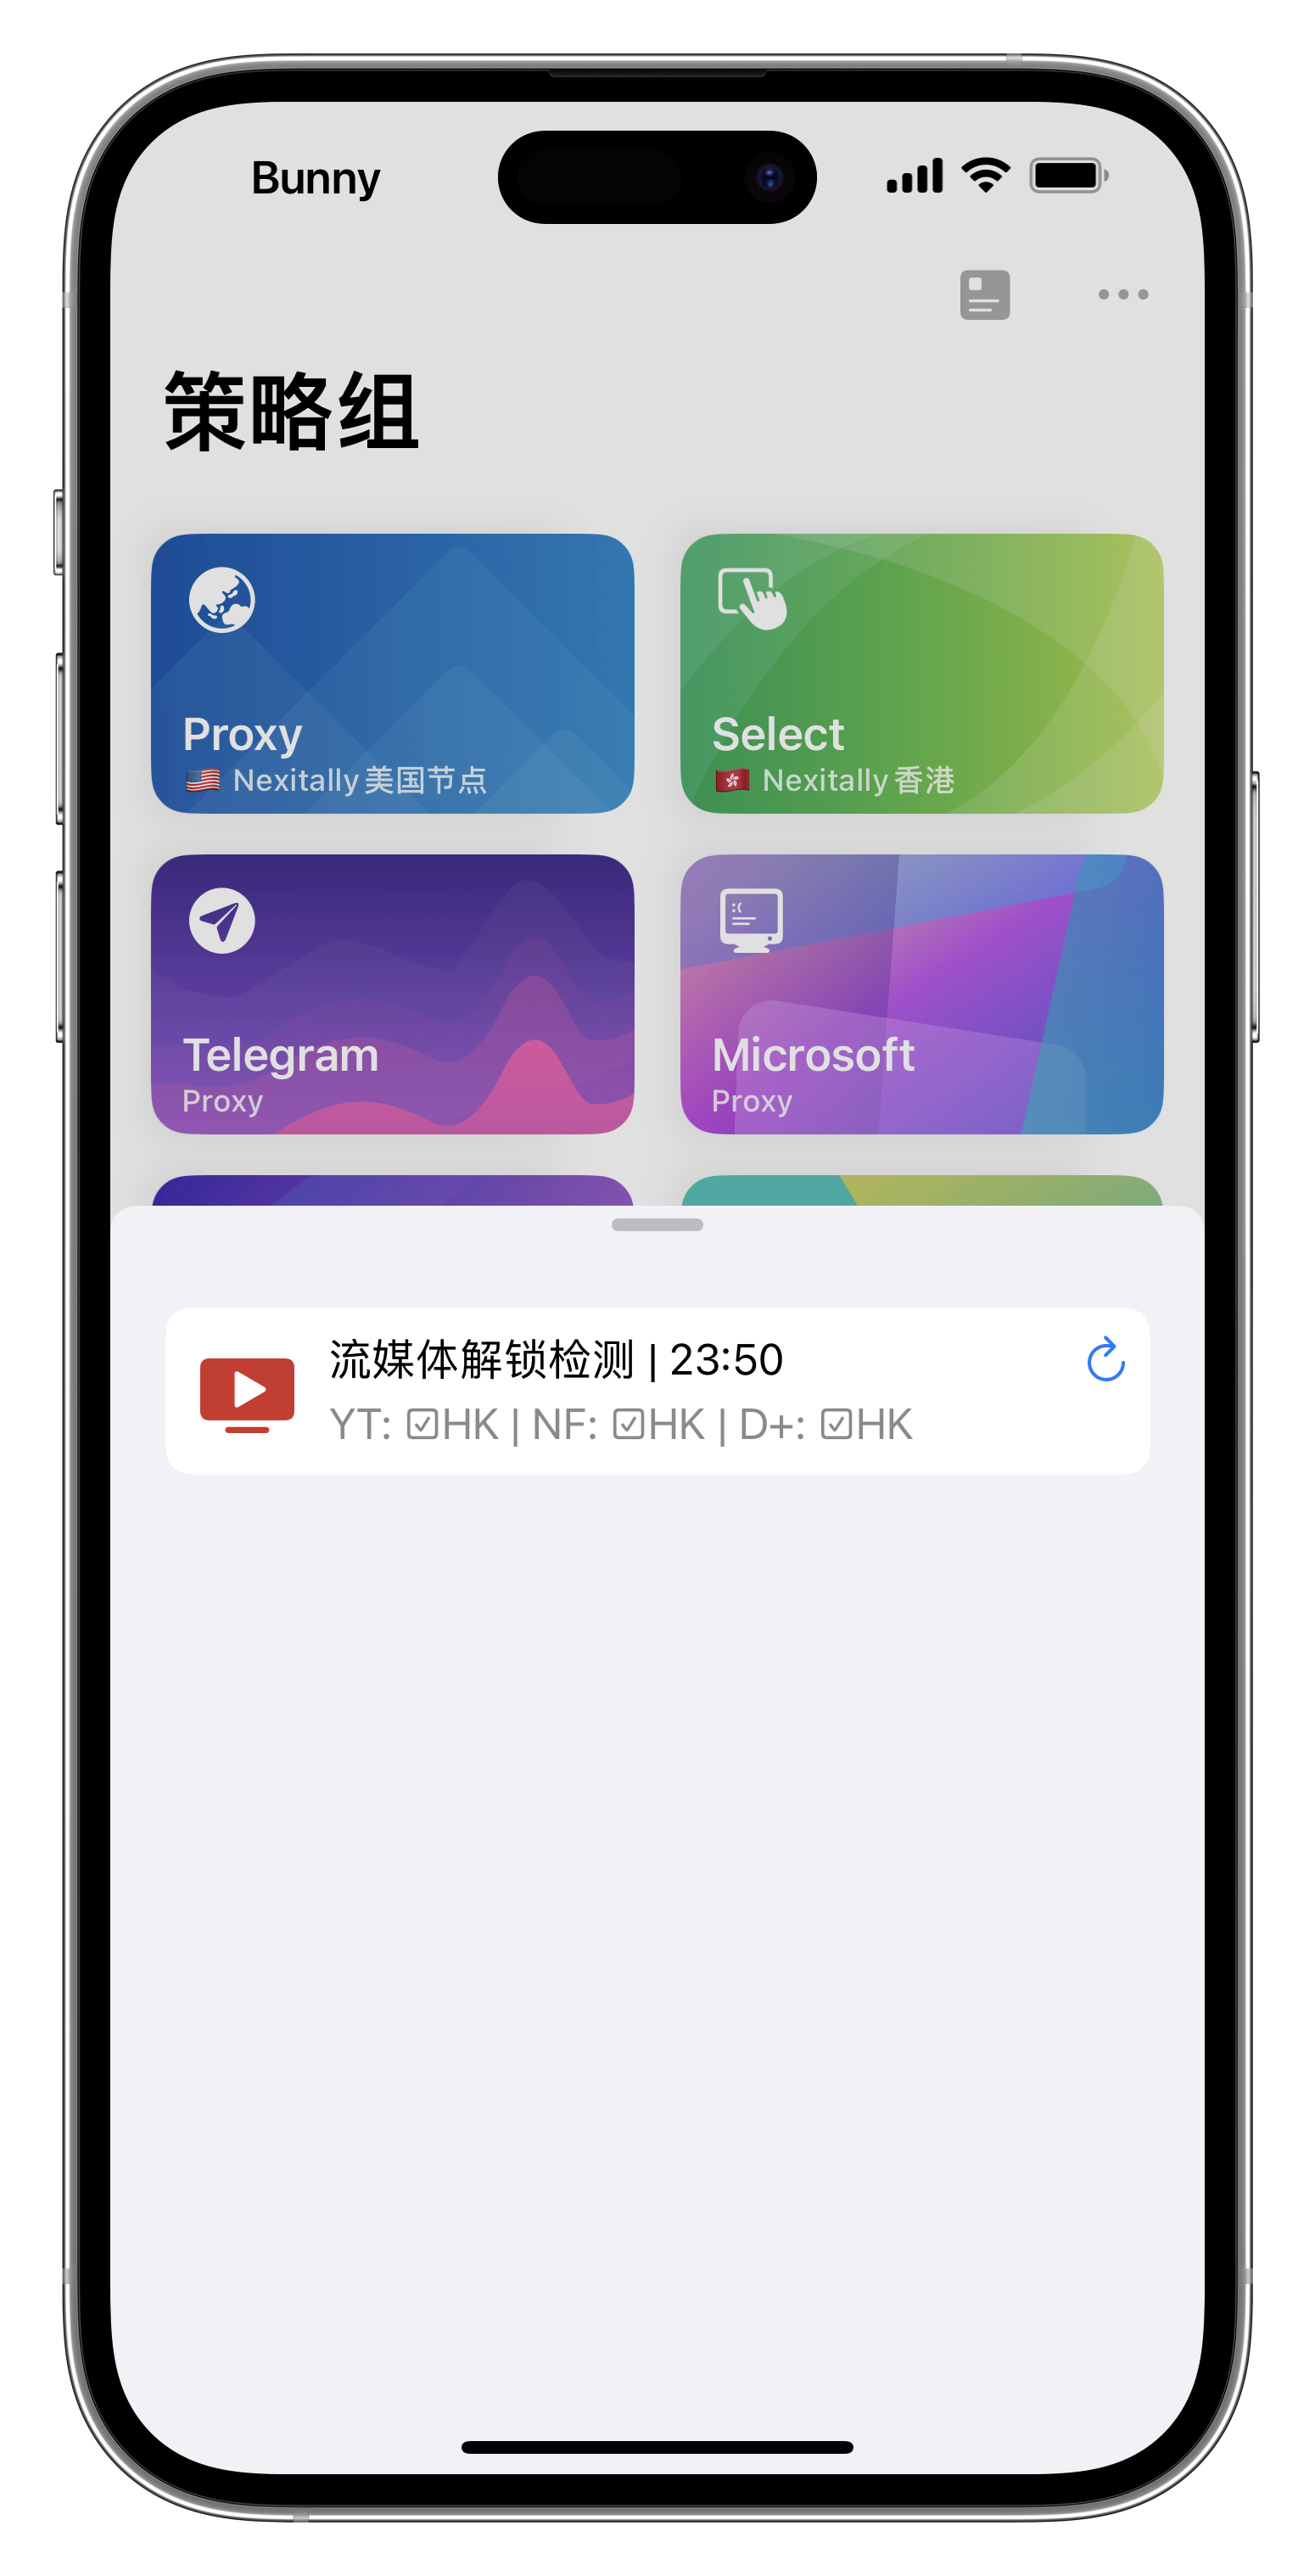 Bunny
策略组
Proxy
🇺🇸 Nexitally美国节点
Select
🇭🇰 Nexitally香港
Telegram
Proxy
Microsoft
Proxy
流媒体解锁检测 | 23:50
YT: ☑HK | NF: ☑HK | D+: ☑HK